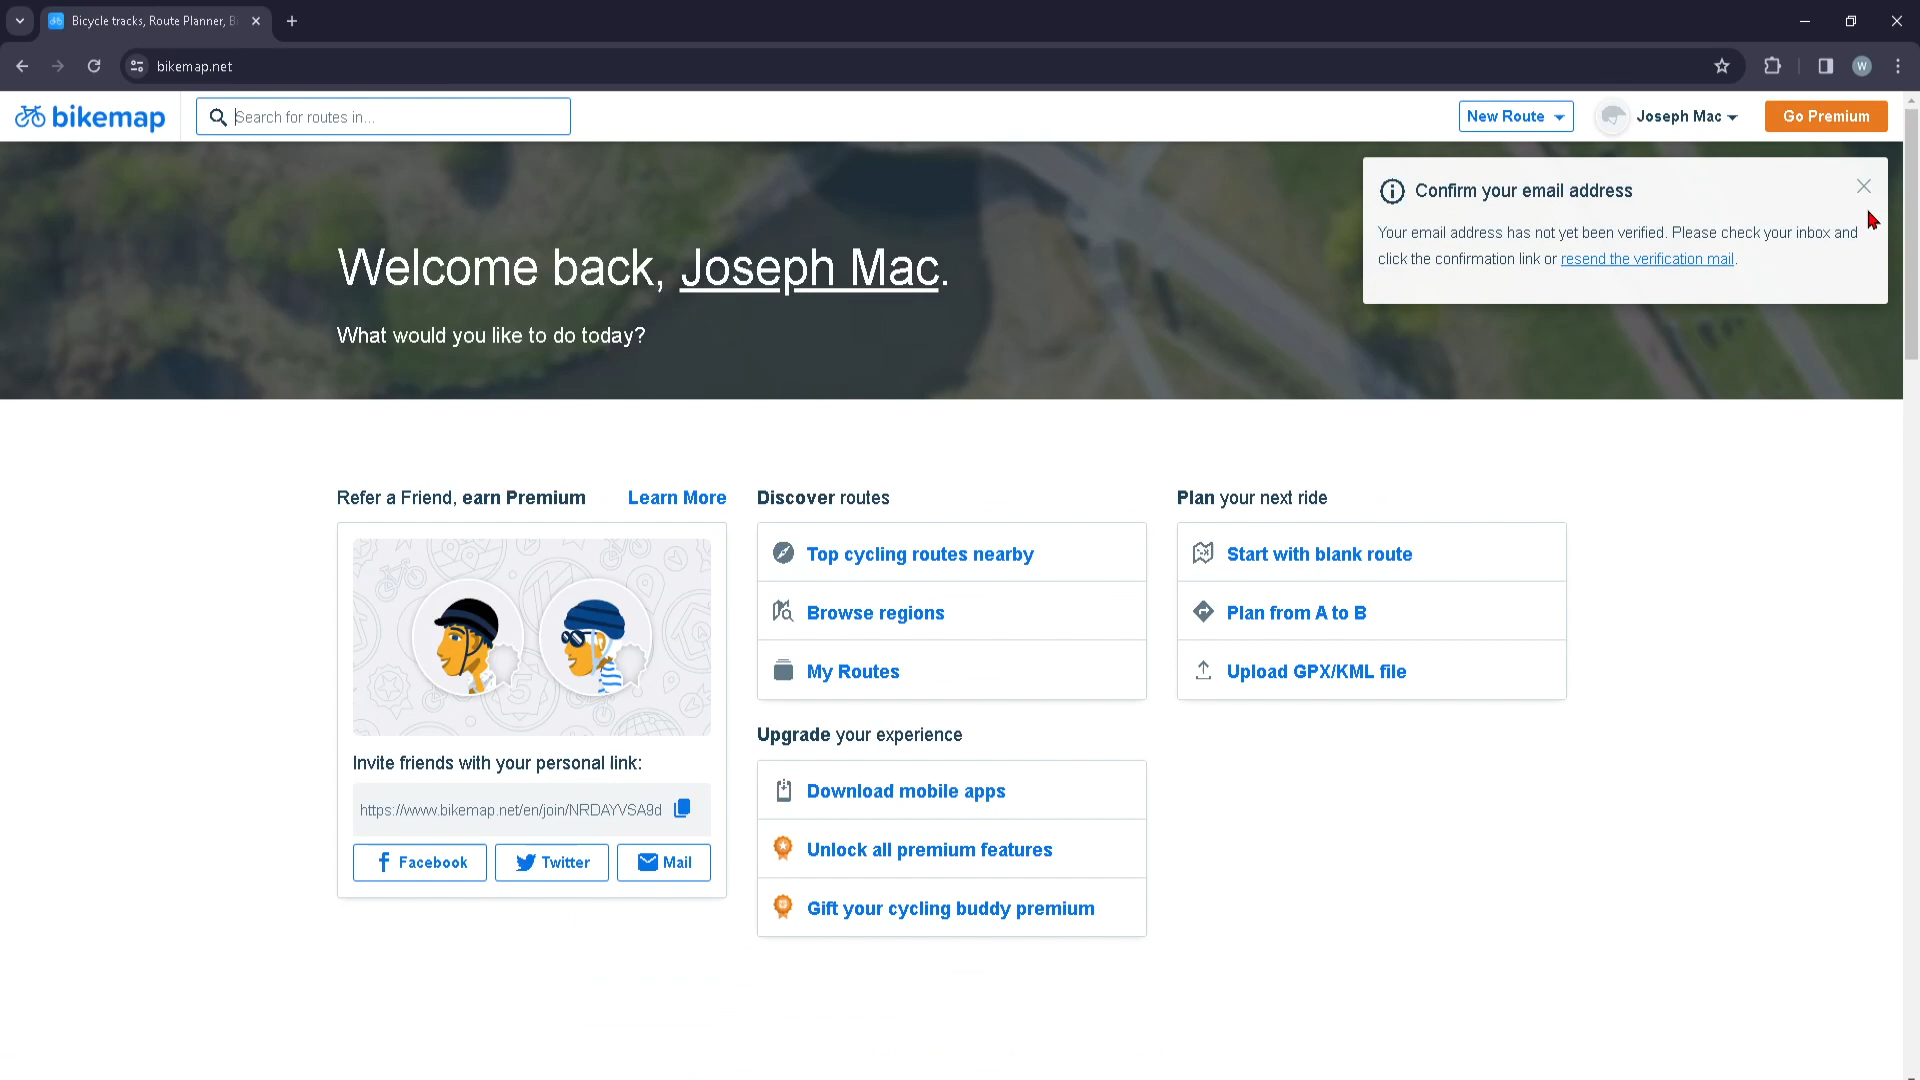 Bicycle tracks, Route Planner, B
bikemap.net
W
bikemap
Search for routes in...
New Route
Joseph Mac
Go Premium
Confirm your email address
Your email address has not yet been verified. Please check your inbox and
click the confirmation link or resend the verification mail.
Welcome back, Joseph Mac.
What would you like to do today?
Refer a Friend, earn Premium
Learn More
Invite friends with your personal link:
https://www.bikemap.net/en/join/NRDAYVSA9d
Facebook
Twitter
Mail
Discover routes
Top cycling routes nearby
Browse regions
My Routes
Upgrade your experience
Download mobile apps
Unlock all premium features
Gift your cycling buddy premium
Plan your next ride
Start with blank route
Plan from A to B
Upload GPX/KML file